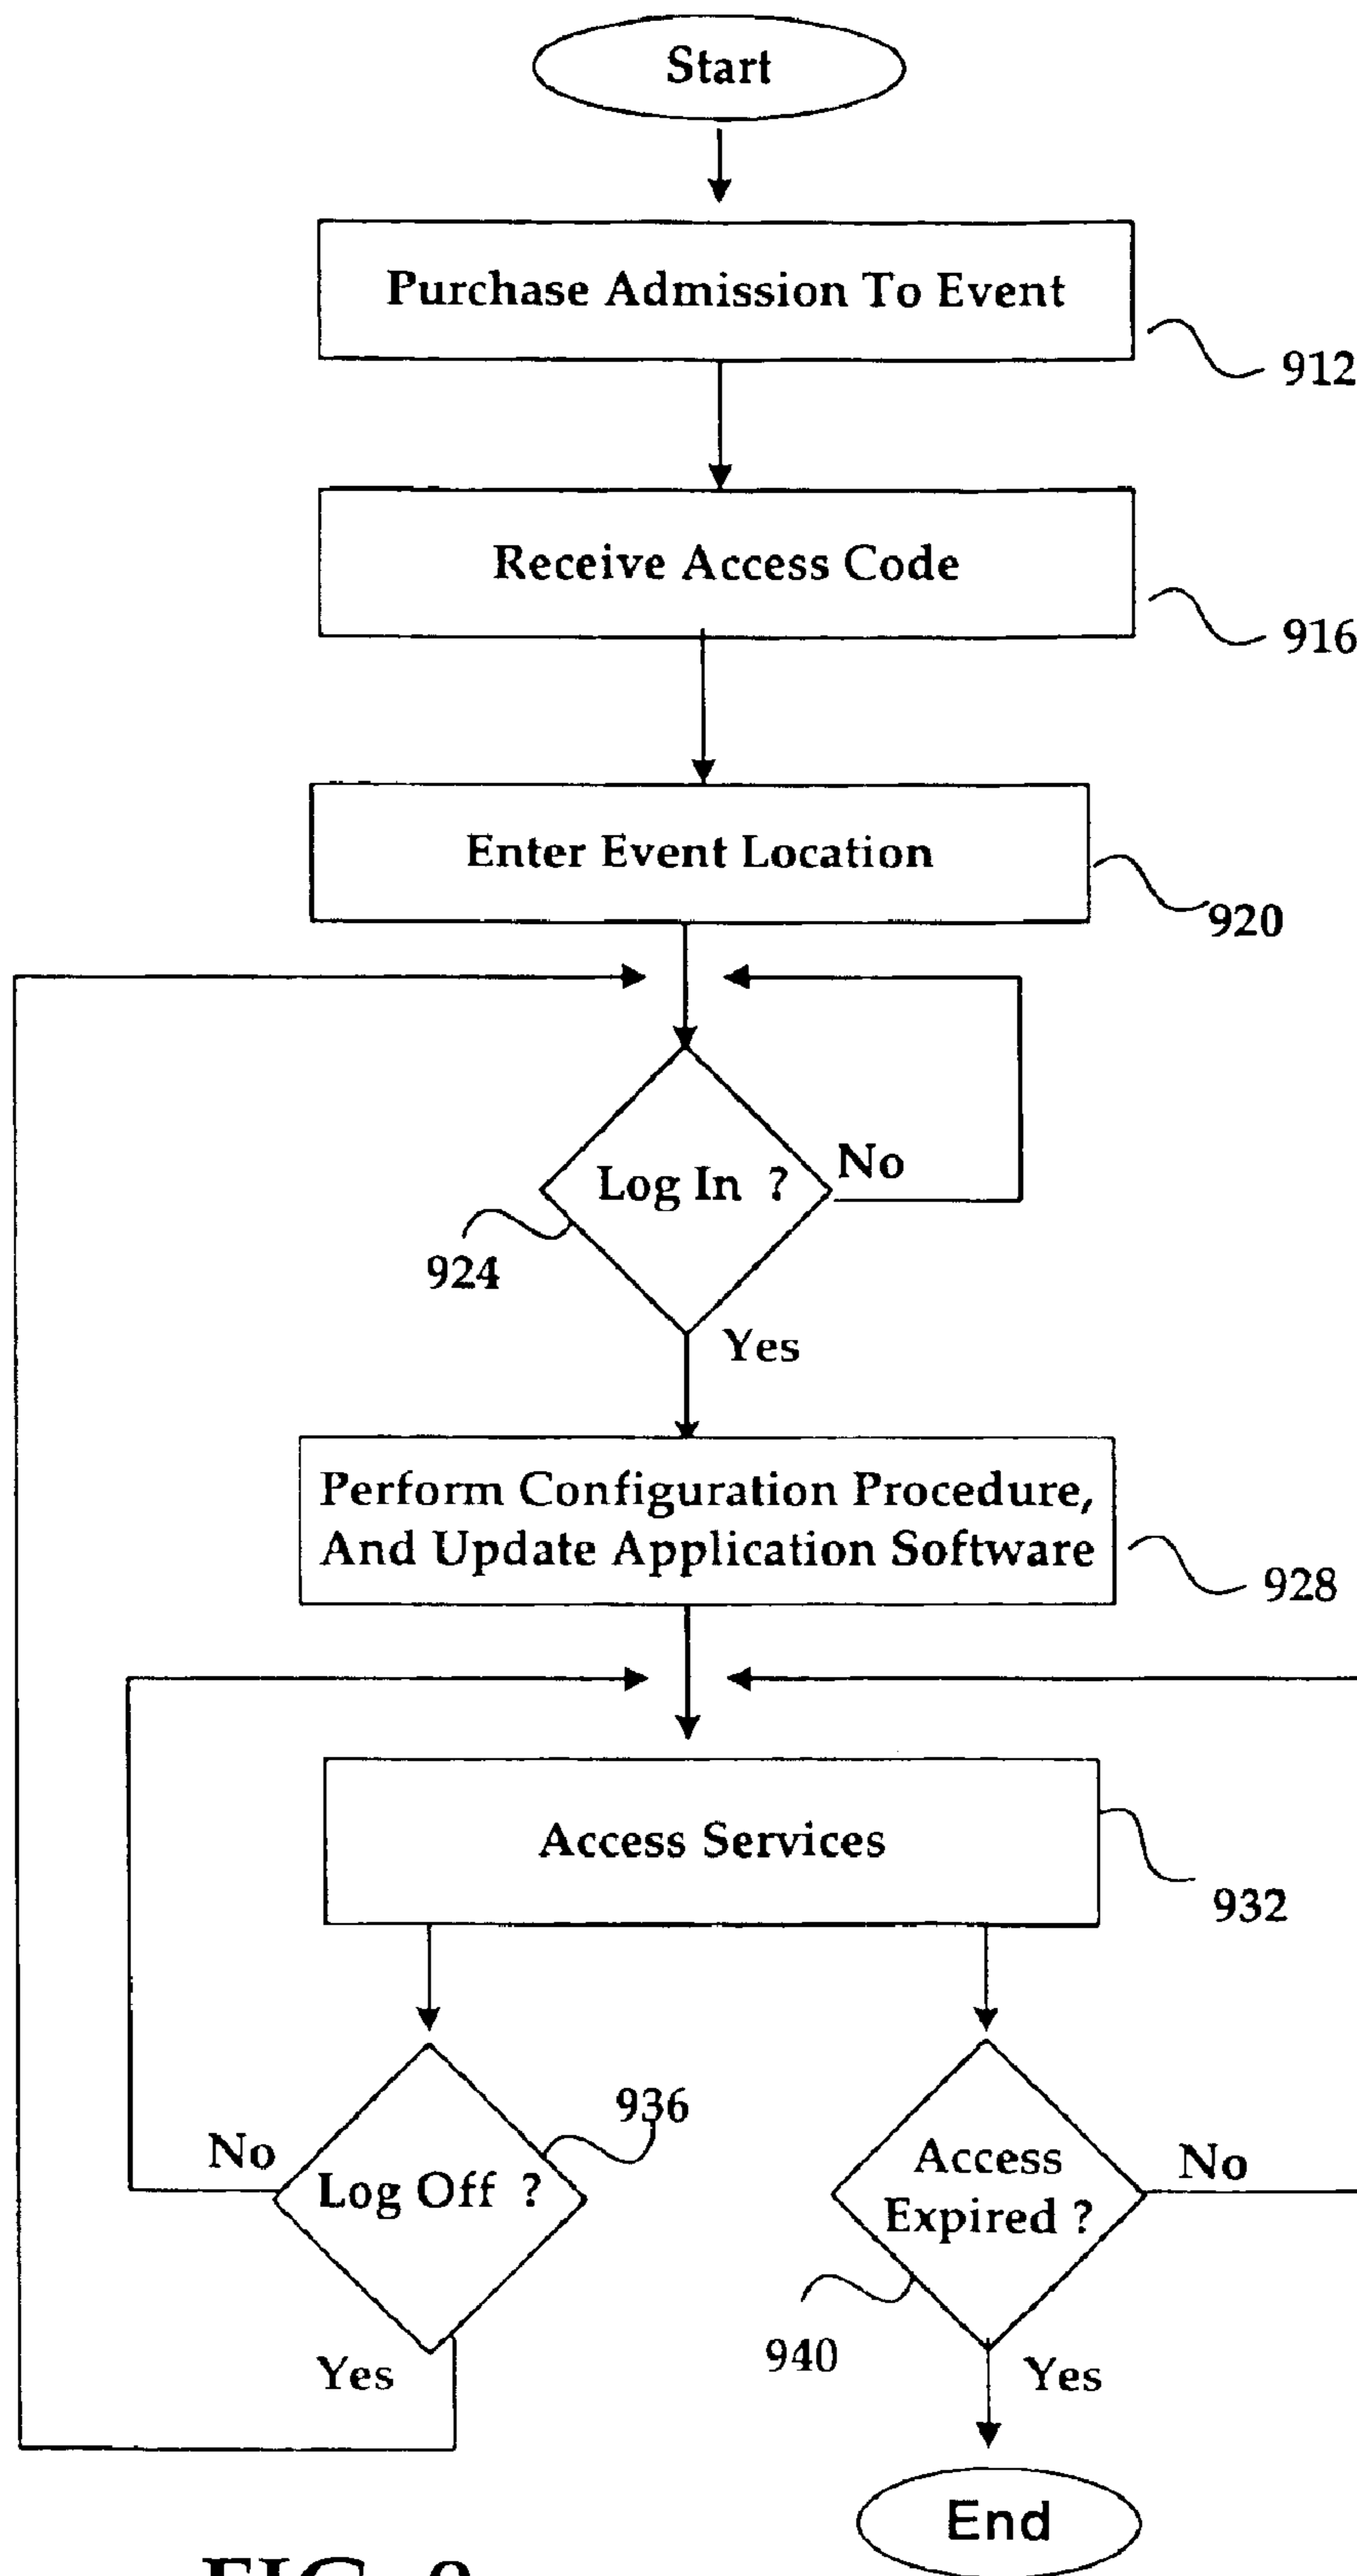 Start
Purchase Admission To Event
912
Receive Access Code
916
Enter Event Location
920
Log In ?
No
924
Yes
Perform Configuration Procedure,
And Update Application Software
928
Access Services
932
936
No
Log Off ?
Access
Expired ?
No
940
Yes
Yes
End